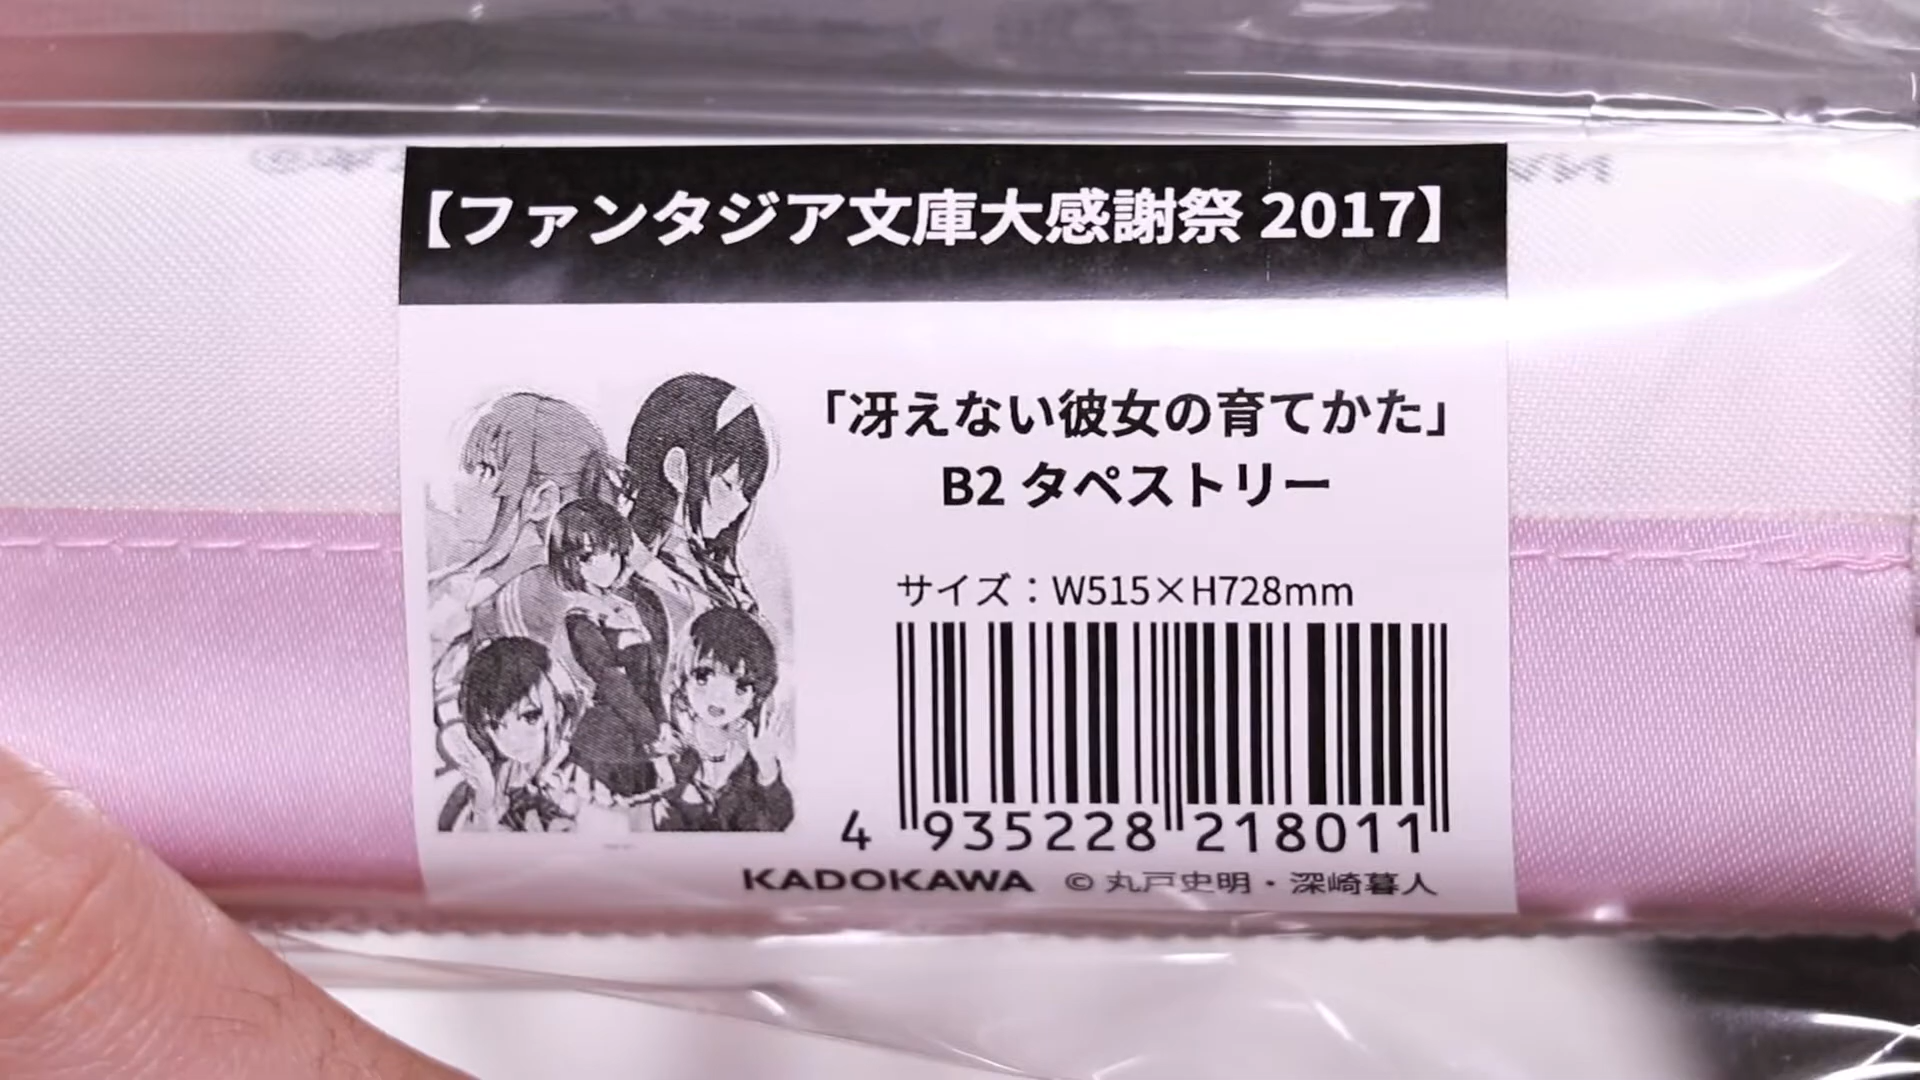 【ファンタジア文庫大感謝祭 2017】
「冴えない彼女の育てかた」
B2 タペストリー
サイズ：W515×H728mm
4 935228 218011
KADOKAWA © 丸戸史明・深崎暮人